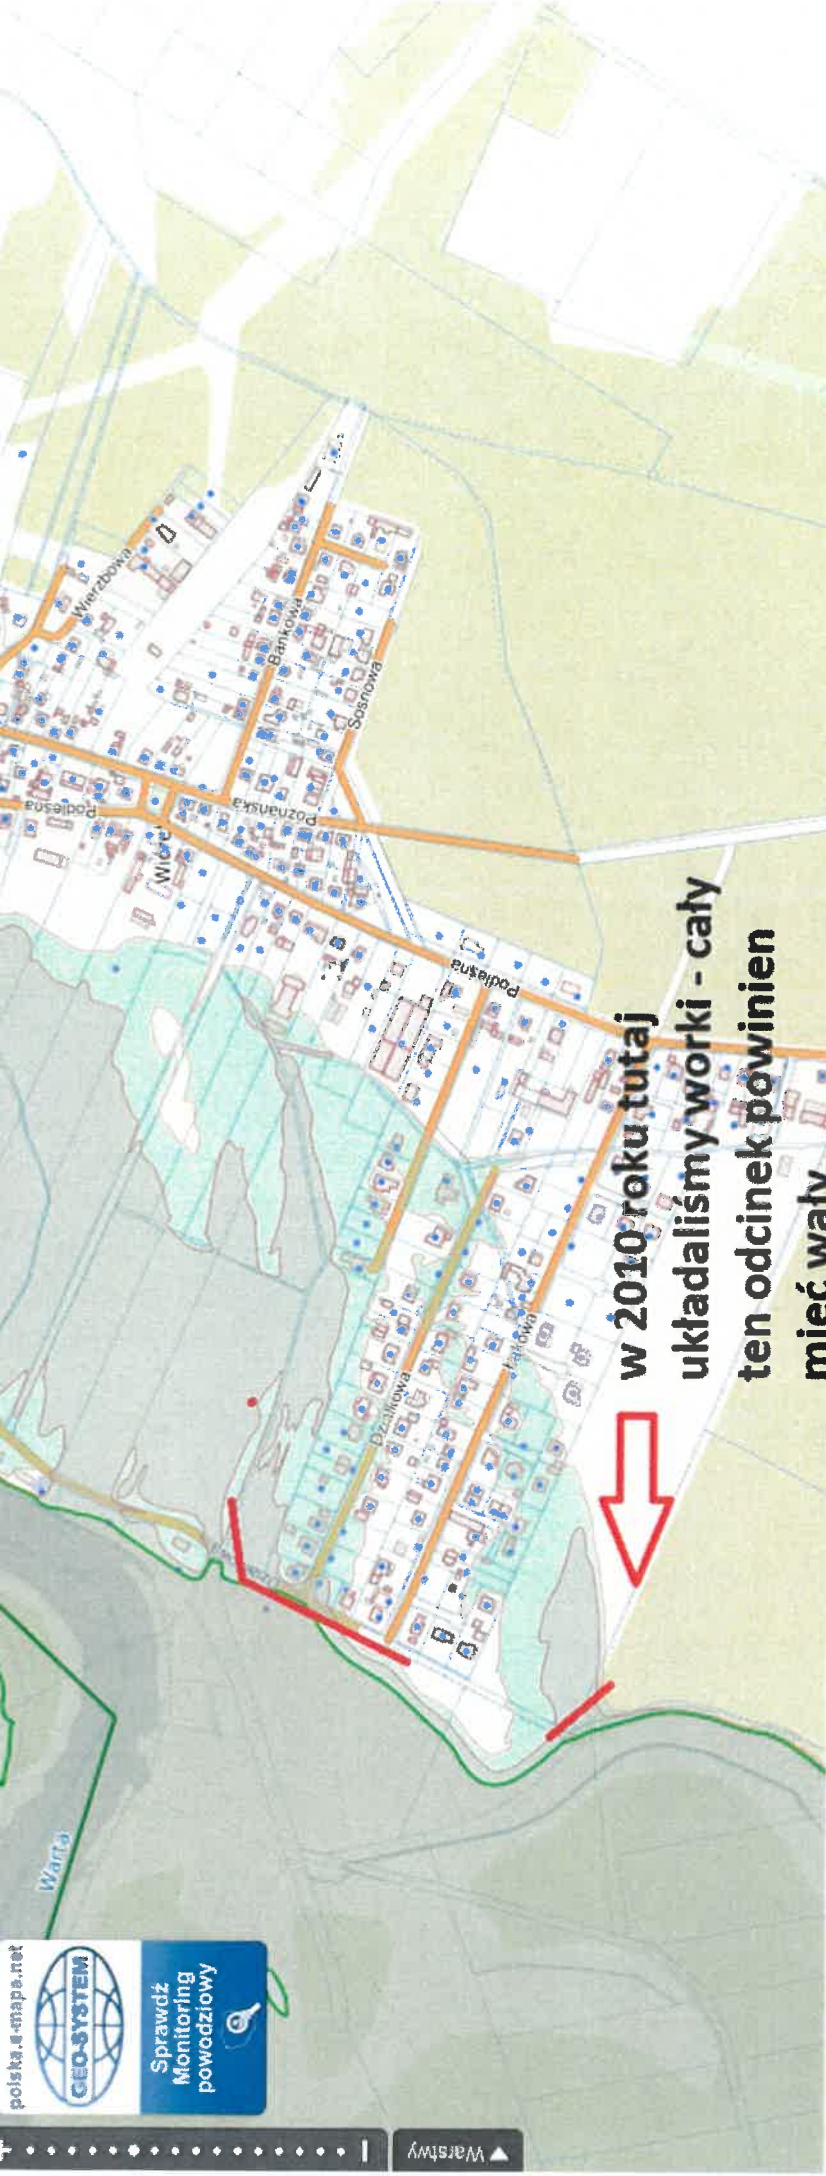 polska.e-mapa.net
GEO-SYSTEM
Sprawdź
Monitoring
powodziowy
Warstwy
Warta
Wierzbowa
Bankowa
Sosnowa
Podleśna
Poznańska
Wiórek
Podleśna
Działkowa
Łąkowa
w 2010 roku tutaj
układaliśmy worki - cały
ten odcinek powinien
mieć wały